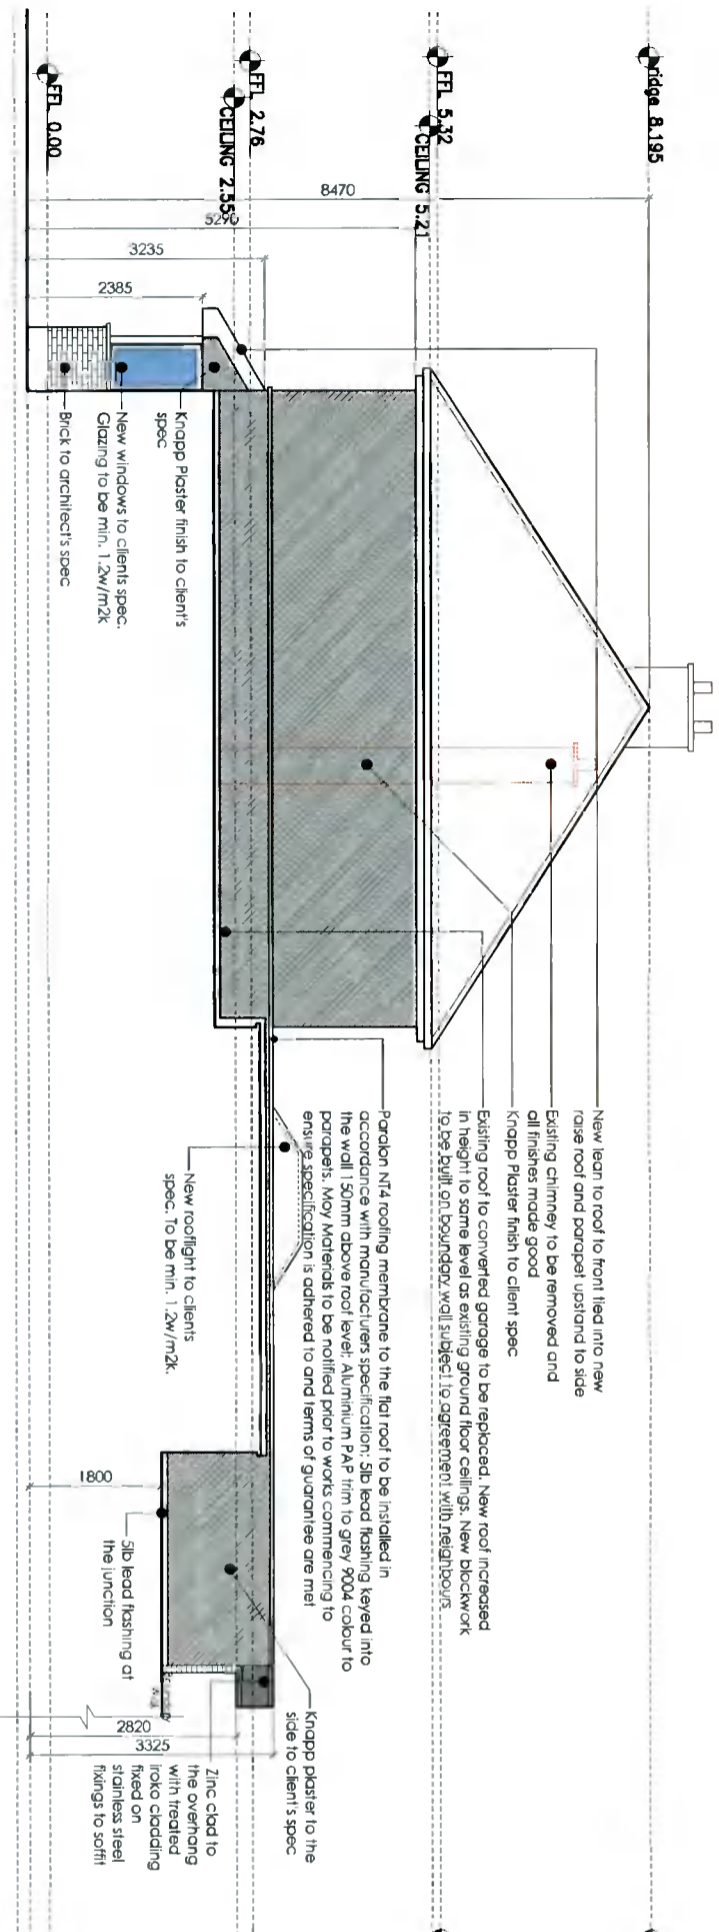 ridge 8.195
FFL 5.32
CEILING 5.21
FFL 2.76
CEILING 2.55
FFL 0.00
8470
5290
3235
2385
New lean to roof to front tied into new
raise roof and parapet upstand to side
Existing chimney to be removed and
all finishes made good
Knapp Plaster finish to client spec
Existing roof to converted garage to be replaced. New roof increased
in height to same level as existing ground floor ceilings. New blockwork
to be built on boundary wall subject to agreement with neighbours
Paralon NT4 roofing membrane to the flat roof to be installed in
accordance with manufacturers specification; 5lb lead flashing keyed into
the wall 150mm above roof level; Aluminium PAP trim to grey 9004 colour to
parapets. Moy Materials to be notified prior to works commencing to
ensure specification is adhered to and terms of guarantee are met
Knapp Plaster finish to client's
spec
New windows to clients spec.
Glazing to be min. 1.2w/m2k
Brick to architect's spec
New rooflight to clients
spec. To be min. 1.2w/m2k.
1800
5lb lead flashing at
the junction
Knapp plaster to the
side to client's spec
2820
3325
Zinc clad to
the overhang
with treated
iroko cladding
fixed on
stainless steel
fixings to soffit